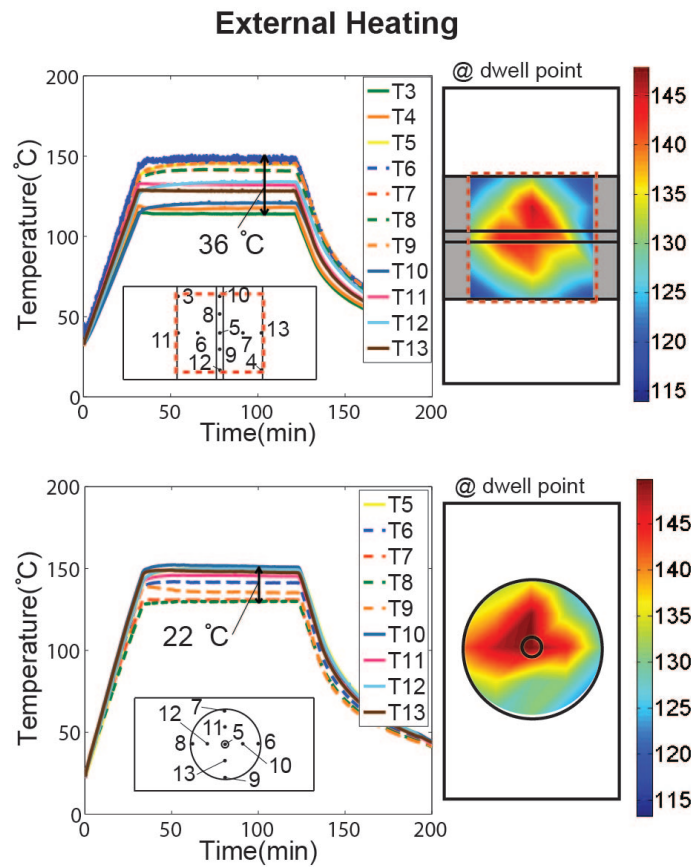 External Heating
@ dwell point
200
150
100
50
0
Temperature(°C)
36 °C
T3
T4
T5
T6
T7
T8
T9
T10
T11
T12
T13
3
10
8
5
13
11
6
7
9
12
4
0 50 100 150 200
Time(min)
145
140
135
130
125
120
115
@ dwell point
200
150
100
50
0
Temperature(°C)
22 °C
T5
T6
T7
T8
T9
T10
T11
T12
T13
7
12
11
5
8
6
10
13
9
0 50 100 150 200
Time(min)
145
140
135
130
125
120
115